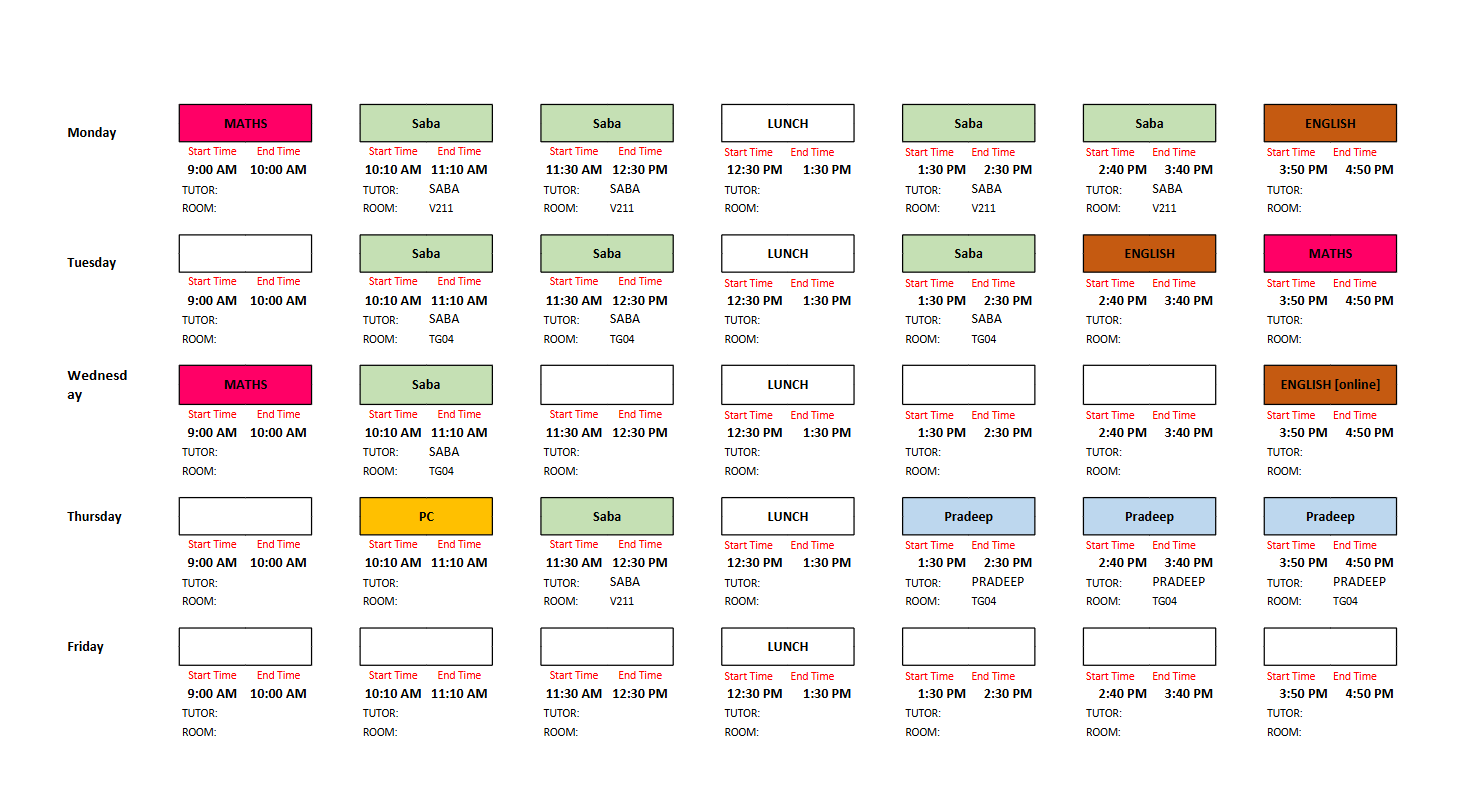 MATHS Saba Saba LUNCH Saba Saba ENGLISH
Monday
Start Time End Time Start Time End Time Start Time End Time Start Time End Time Start Time End Time Start Time End Time Start Time End Time
9:00 AM 10:00 AM 10:10 AM 11:10 AM 11:30 AM 12:30 PM 12:30 PM 1:30 PM 1:30 PM 2:30 PM 2:40 PM 3:40 PM 3:50 PM 4:50 PM
TUTOR: TUTOR: SABA TUTOR: SABA TUTOR: TUTOR: SABA TUTOR: SABA TUTOR:
ROOM: ROOM: V211 ROOM: V211 ROOM: ROOM: V211 ROOM: V211 ROOM:
Saba Saba LUNCH Saba ENGLISH MATHS
Tuesday
Start Time End Time Start Time End Time Start Time End Time Start Time End Time Start Time End Time Start Time End Time Start Time End Time
9:00 AM 10:00 AM 10:10 AM 11:10 AM 11:30 AM 12:30 PM 12:30 PM 1:30 PM 1:30 PM 2:30 PM 2:40 PM 3:40 PM 3:50 PM 4:50 PM
TUTOR: TUTOR: SABA TUTOR: SABA TUTOR: TUTOR: SABA TUTOR: TUTOR:
ROOM: ROOM: TG04 ROOM: TG04 ROOM: ROOM: TG04 ROOM: ROOM:
Wednesd
ay
MATHS Saba LUNCH ENGLISH [online]
Start Time End Time Start Time End Time Start Time End Time Start Time End Time Start Time End Time Start Time End Time Start Time End Time
9:00 AM 10:00 AM 10:10 AM 11:10 AM 11:30 AM 12:30 PM 12:30 PM 1:30 PM 1:30 PM 2:30 PM 2:40 PM 3:40 PM 3:50 PM 4:50 PM
TUTOR: TUTOR: SABA TUTOR: TUTOR: TUTOR: TUTOR: TUTOR:
ROOM: ROOM: TG04 ROOM: ROOM: ROOM: ROOM: ROOM:
Thursday PC Saba LUNCH Pradeep Pradeep Pradeep
Start Time End Time Start Time End Time Start Time End Time Start Time End Time Start Time End Time Start Time End Time Start Time End Time
9:00 AM 10:00 AM 10:10 AM 11:10 AM 11:30 AM 12:30 PM 12:30 PM 1:30 PM 1:30 PM 2:30 PM 2:40 PM 3:40 PM 3:50 PM 4:50 PM
TUTOR: TUTOR: TUTOR: SABA TUTOR: TUTOR: PRADEEP TUTOR: PRADEEP TUTOR: PRADEEP
ROOM: ROOM: ROOM: V211 ROOM: ROOM: TG04 ROOM: TG04 ROOM: TG04
Friday LUNCH
Start Time End Time Start Time End Time Start Time End Time Start Time End Time Start Time End Time Start Time End Time Start Time End Time
9:00 AM 10:00 AM 10:10 AM 11:10 AM 11:30 AM 12:30 PM 12:30 PM 1:30 PM 1:30 PM 2:30 PM 2:40 PM 3:40 PM 3:50 PM 4:50 PM
TUTOR: TUTOR: TUTOR: TUTOR: TUTOR: TUTOR: TUTOR:
ROOM: ROOM: ROOM: ROOM: ROOM: ROOM: ROOM: